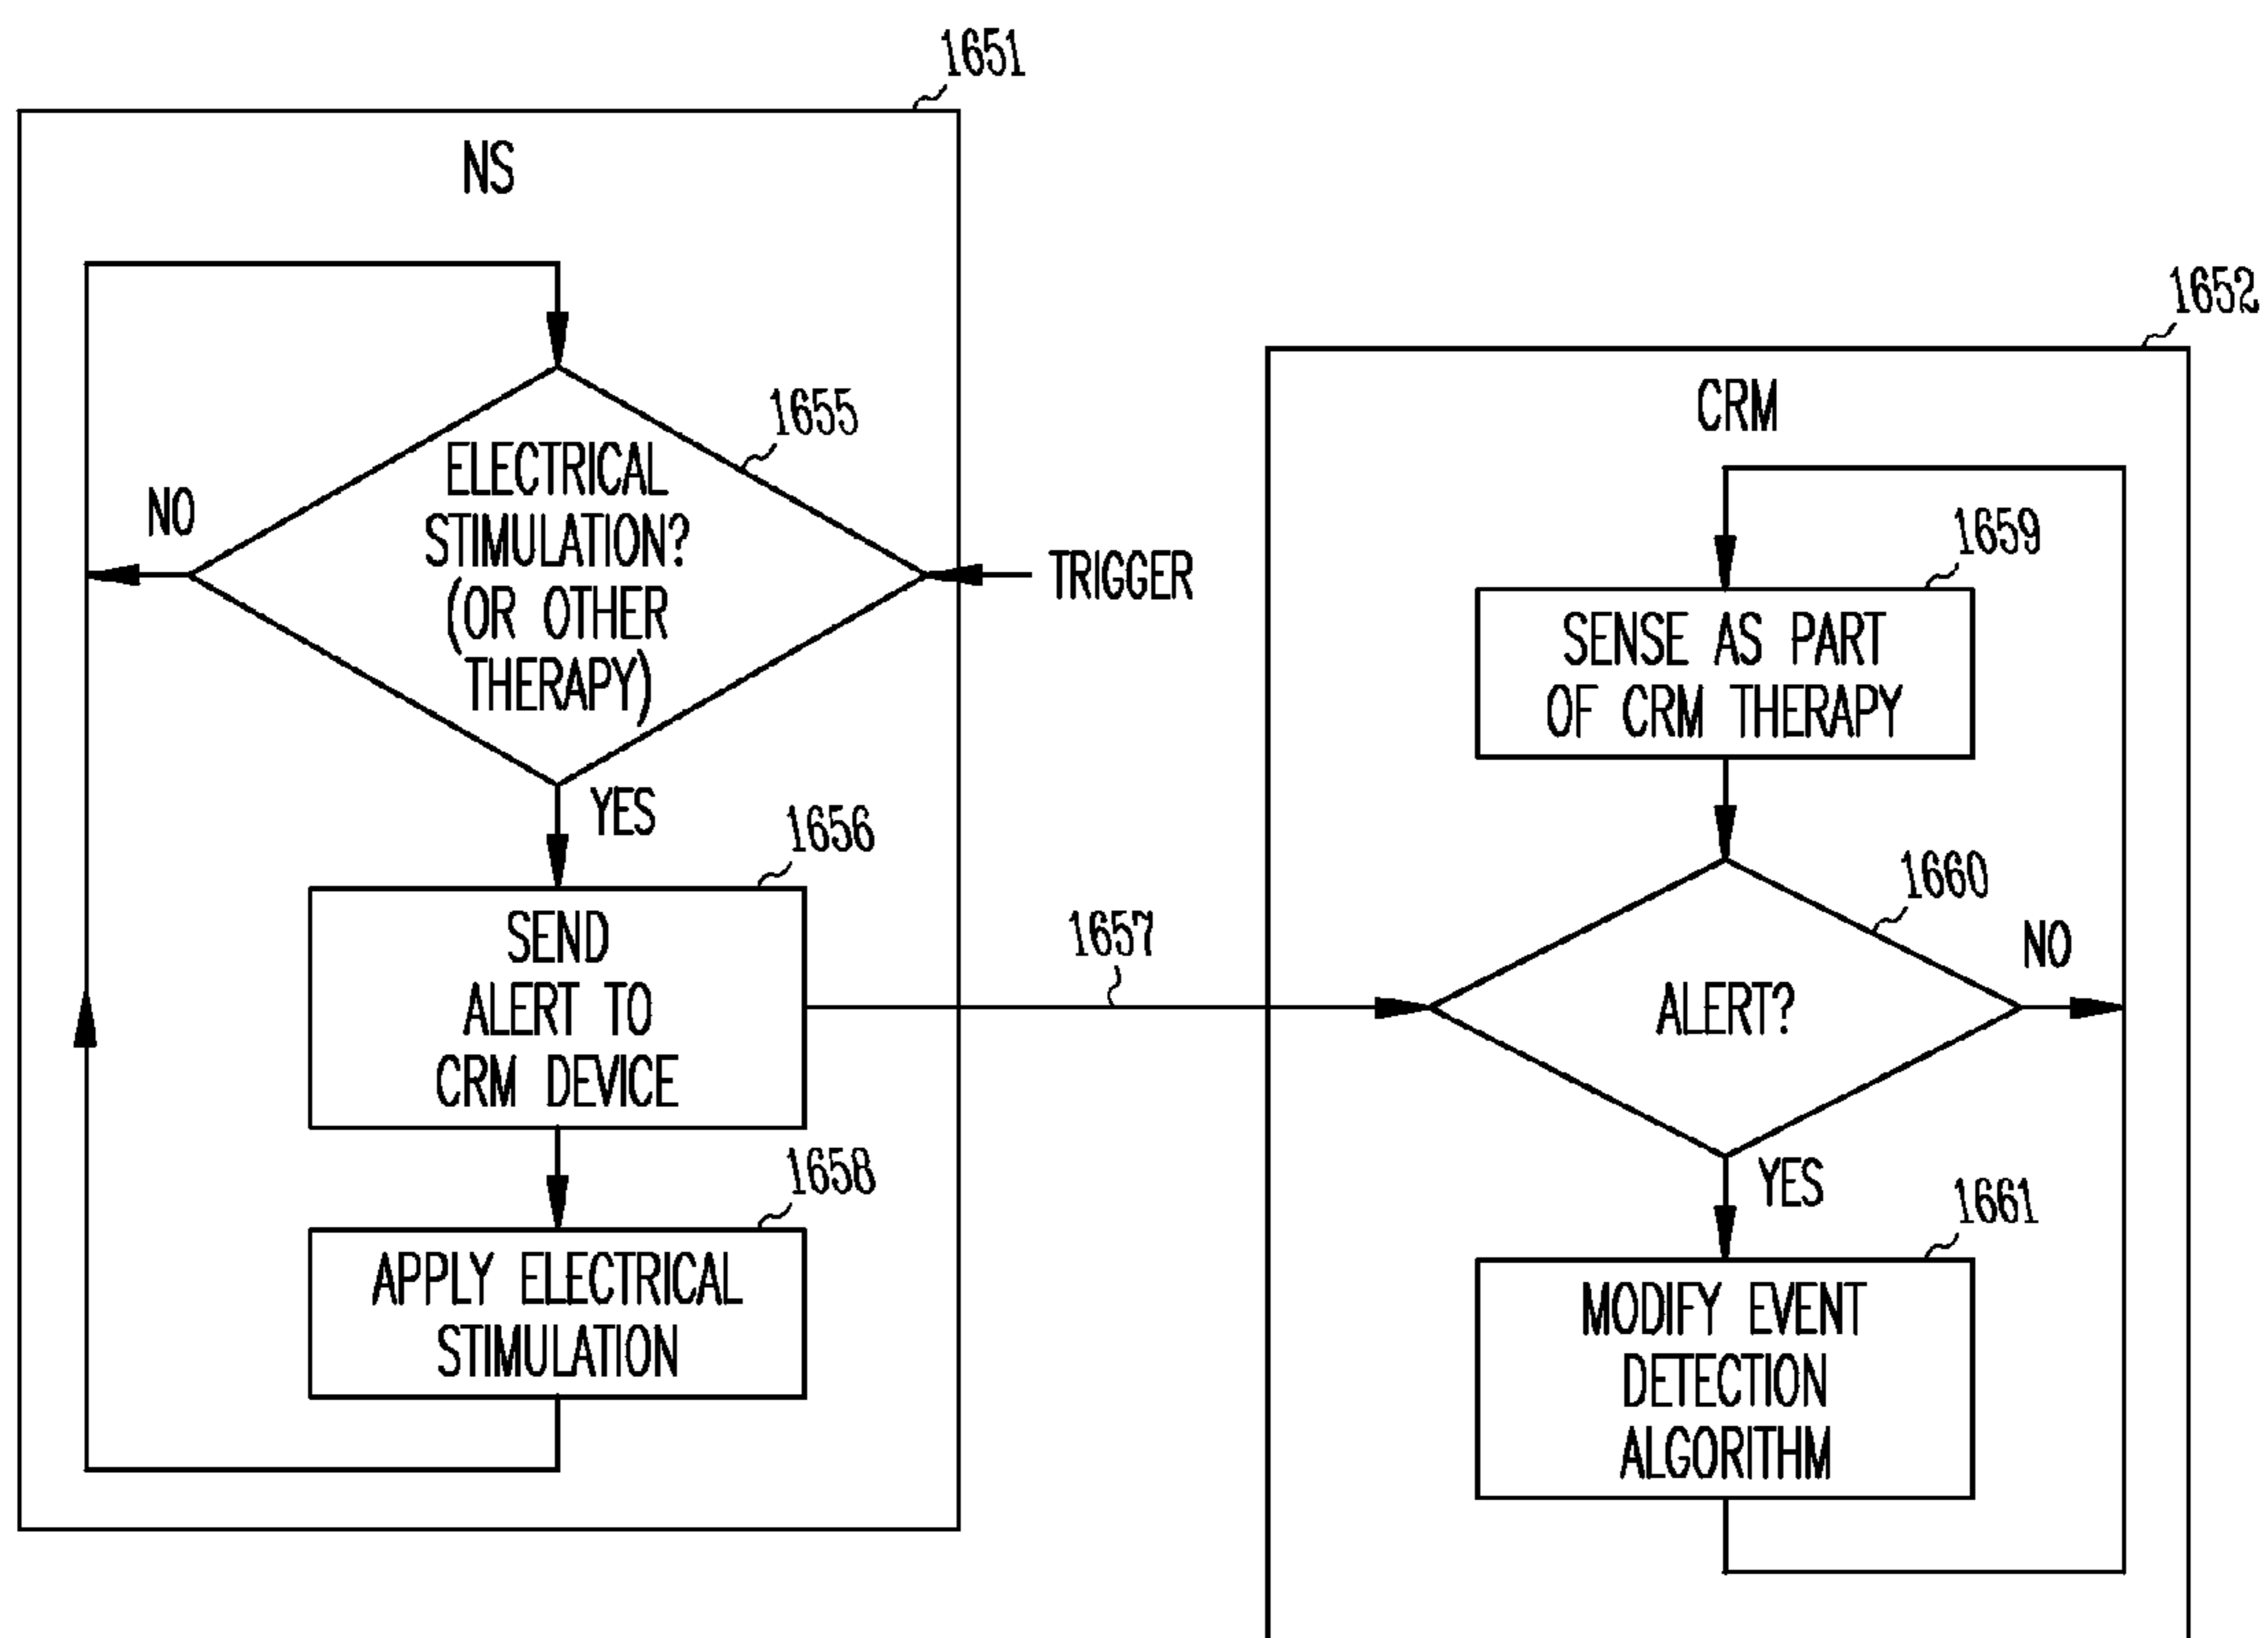 1651
NS
1655
ELECTRICAL
STIMULATION?
(OR OTHER
THERAPY)
NO
TRIGGER
YES
1656
SEND
ALERT TO
CRM DEVICE
1657
1658
APPLY ELECTRICAL
STIMULATION
1652
CRM
1659
SENSE AS PART
OF CRM THERAPY
1660
NO
ALERT?
YES
1661
MODIFY EVENT
DETECTION
ALGORITHM